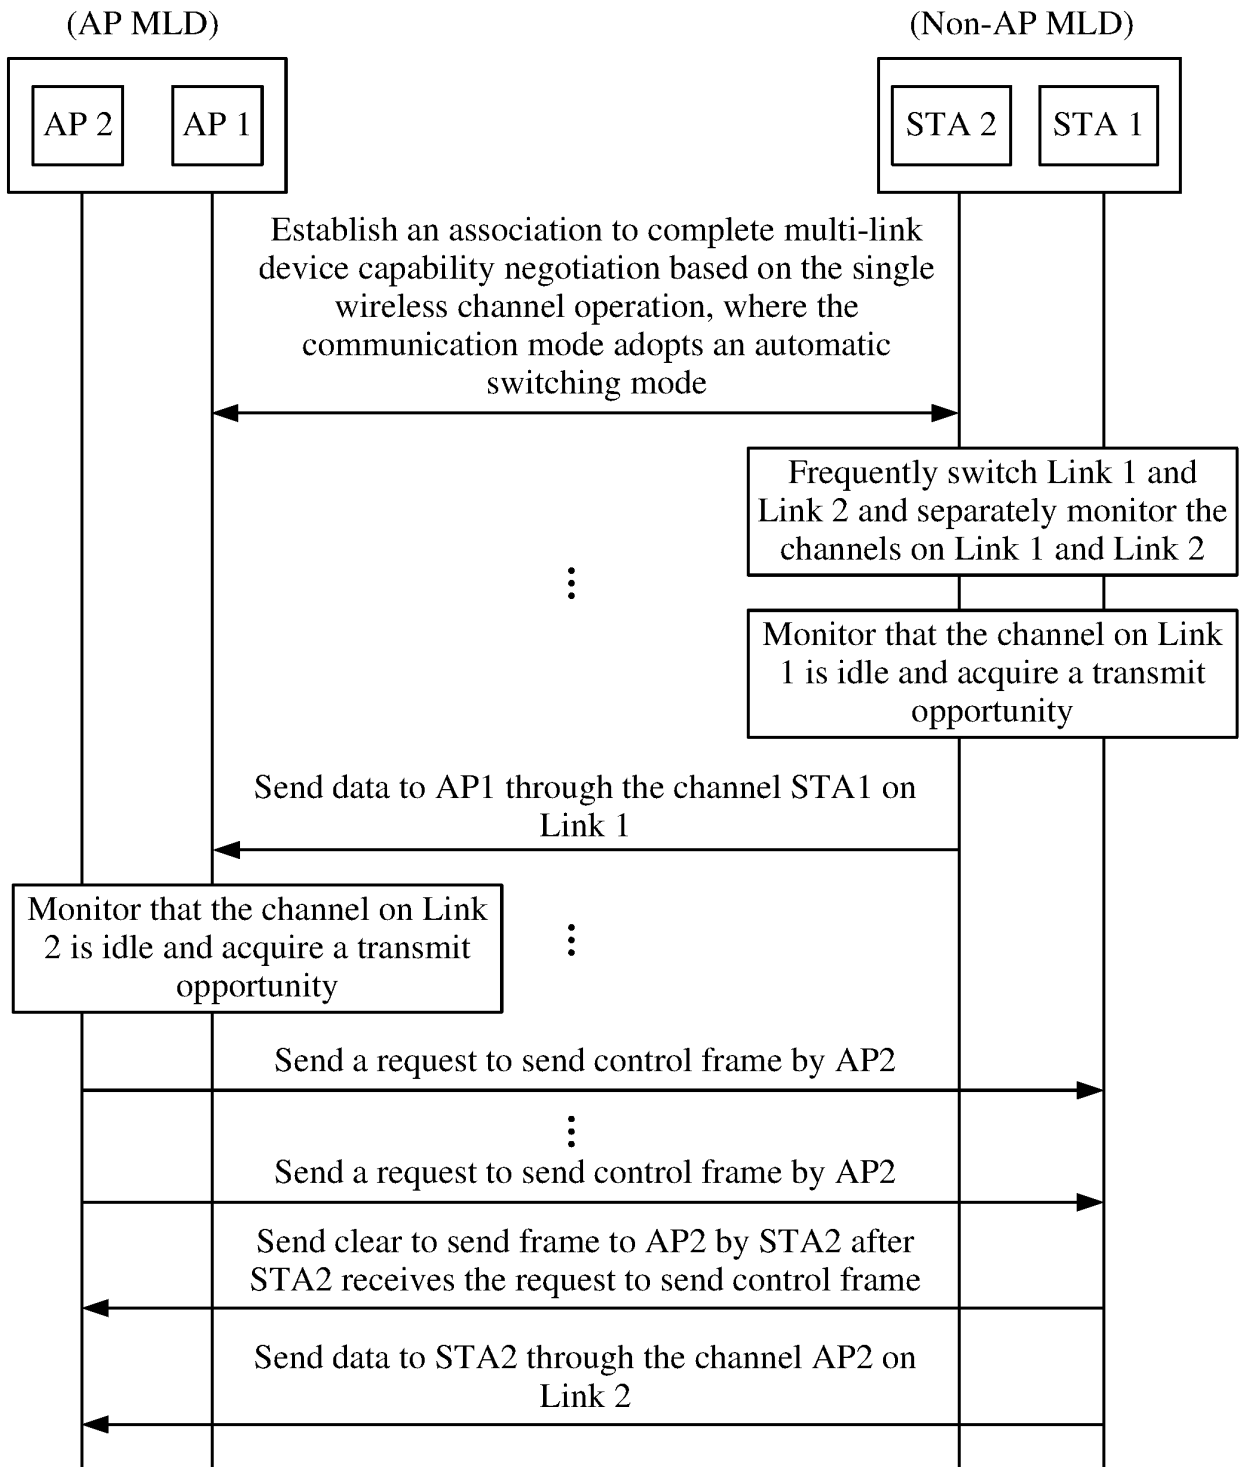 (AP MLD)
(Non-AP MLD)
AP 2
AP 1
STA 2
STA 1
Establish an association to complete multi-link
device capability negotiation based on the single
wireless channel operation, where the
communication mode adopts an automatic
switching mode
Frequently switch Link 1 and
Link 2 and separately monitor the
channels on Link 1 and Link 2
Monitor that the channel on Link
1 is idle and acquire a transmit
opportunity
Send data to AP1 through the channel STA1 on
Link 1
Monitor that the channel on Link
2 is idle and acquire a transmit
opportunity
Send a request to send control frame by AP2
Send a request to send control frame by AP2
Send clear to send frame to AP2 by STA2 after
STA2 receives the request to send control frame
Send data to STA2 through the channel AP2 on
Link 2